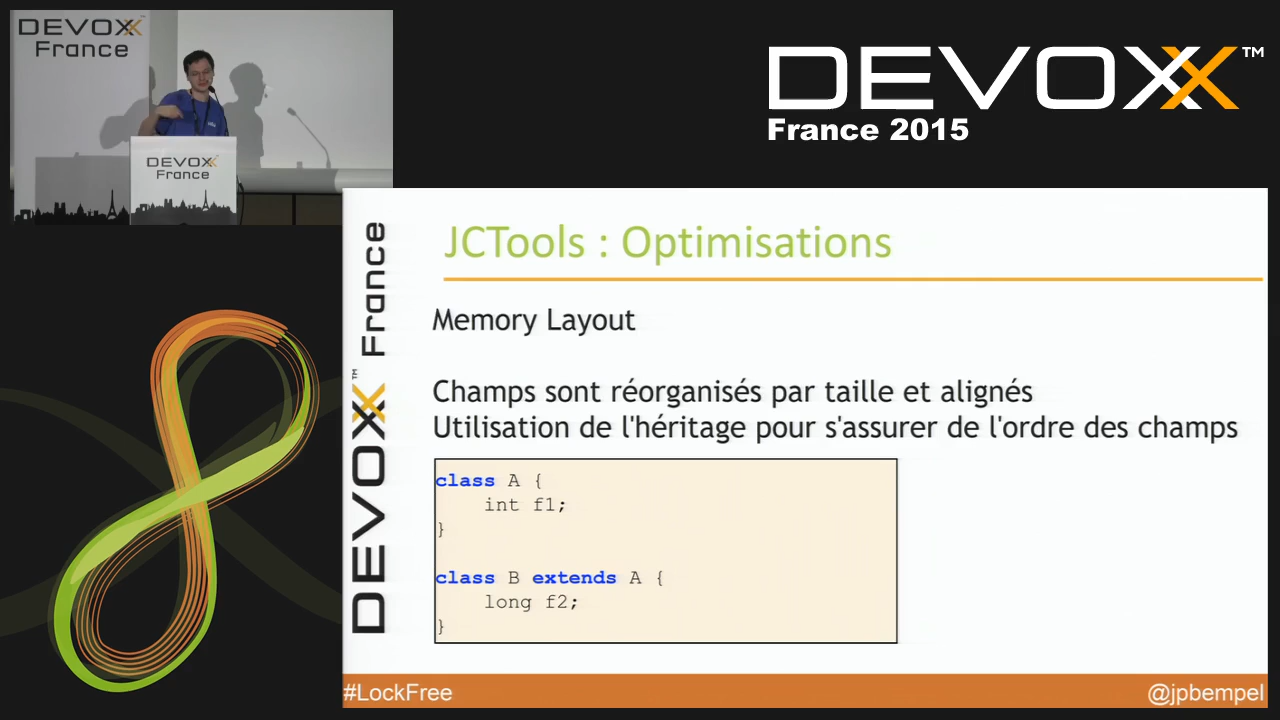 DEVOXX
France
DEVOXX
France
DEVOXX™
France 2015
DEVOXX™ France
JCTools : Optimisations
Memory Layout
Champs sont réorganisés par taille et alignés
Utilisation de l'héritage pour s'assurer de l'ordre des champs
class A {
    int f1;
}
class B extends A {
    long f2;
}
#LockFree
@jpbempel